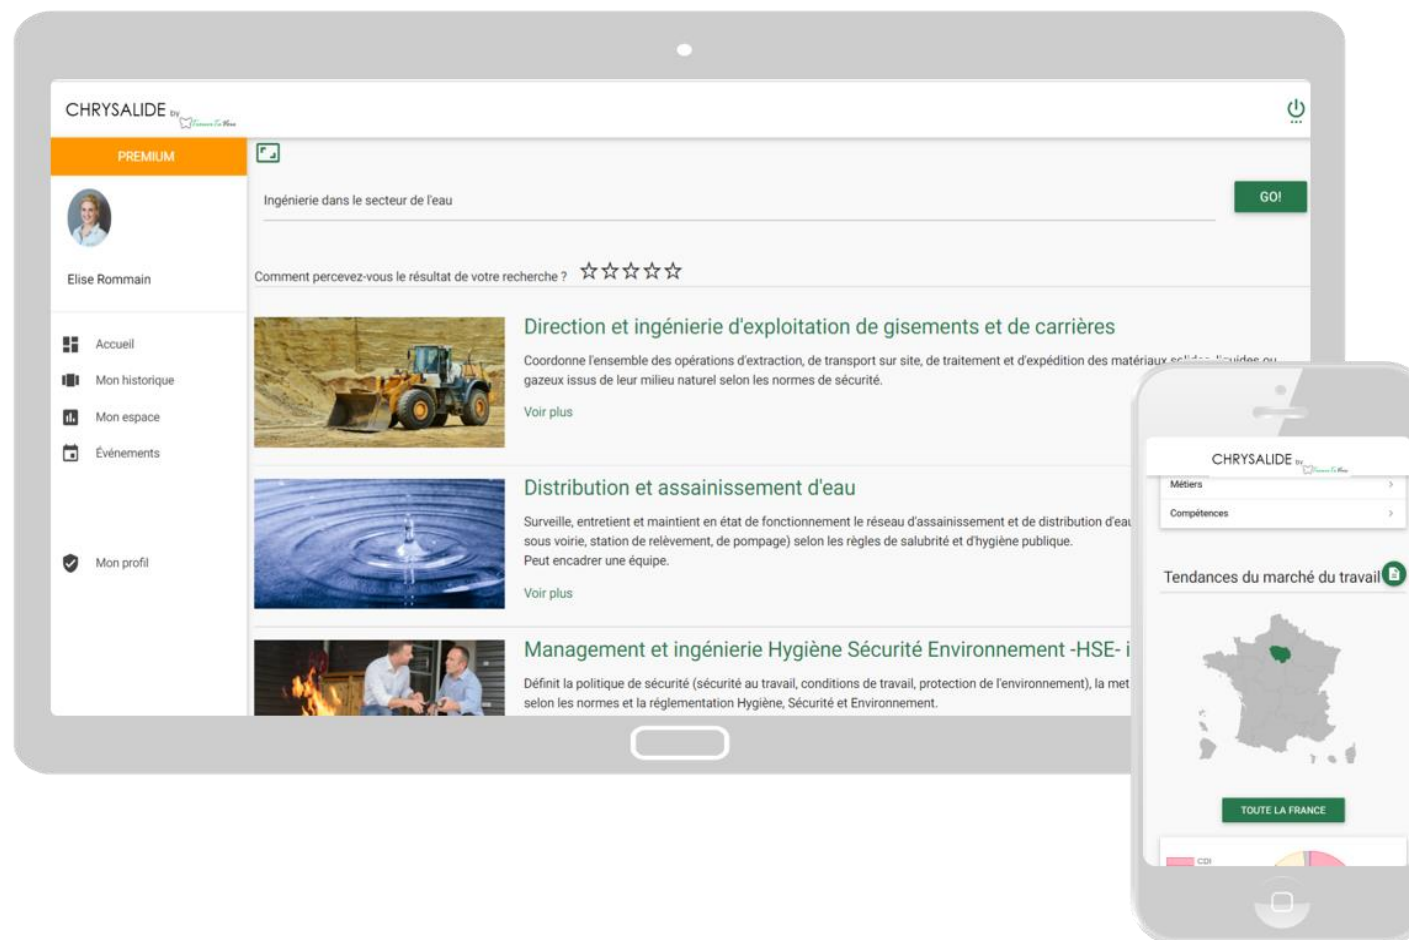 CHRYSALIDE by
PREMIUM
Elise Rommain
Accueil
Mon historique
Mon espace
Événements
Mon profil
Ingénierie dans le secteur de l'eau
GO!
Comment percevez-vous le résultat de votre recherche ?
Direction et ingénierie d'exploitation de gisements et de carrières
Coordonne l'ensemble des opérations d'extraction, de transport sur site, de traitement et d'expédition des matériaux solides, liquides ou
gazeux issus de leur milieu naturel selon les normes de sécurité.
Voir plus
Distribution et assainissement d'eau
Surveille, entretient et maintient en état de fonctionnement le réseau d'assainissement et de distribution d'eau
sous voirie, station de relèvement, de pompage) selon les règles de salubrité et d'hygiène publique.
Peut encadrer une équipe.
Voir plus
Management et ingénierie Hygiène Sécurité Environnement -HSE- i
Définit la politique de sécurité (sécurité au travail, conditions de travail, protection de l'environnement), la met
selon les normes et la réglementation Hygiène, Sécurité et Environnement.
CHRYSALIDE by
Métiers
Compétences
Tendances du marché du travail
TOUTE LA FRANCE
CDI